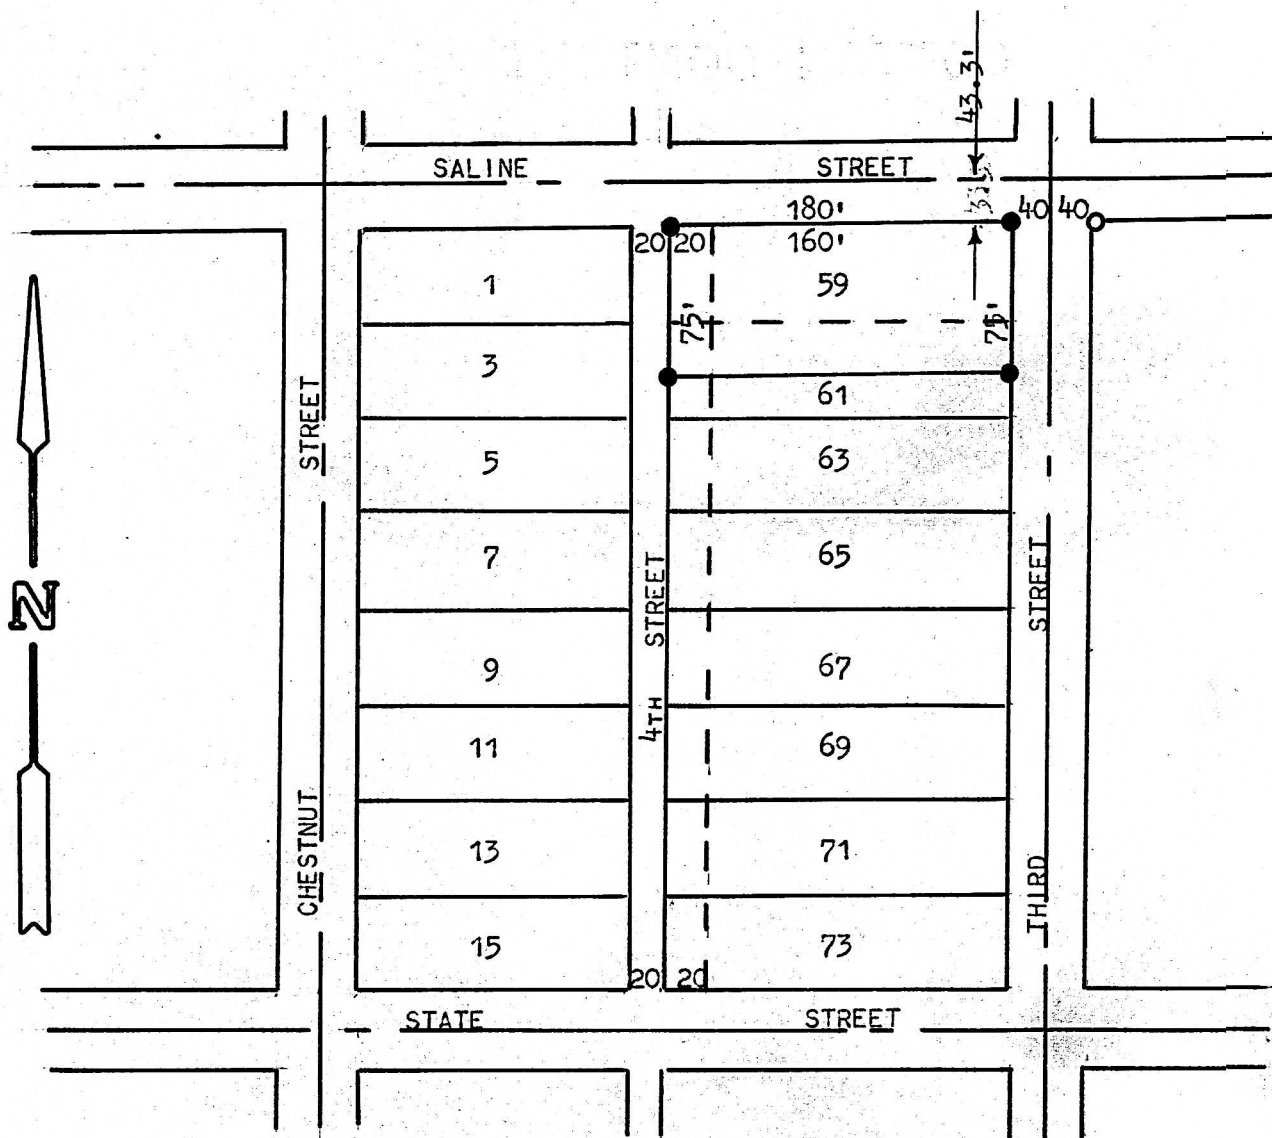 43.3'
SALINE STREET
180'
40 40
20 20 160'
1 59
75' 75'
3 61
5 63
7 65
9 67
11 69
13 71
15 73
STREET
CHESTNUT
STREET
4TH
STREET
THIRD
N
20 20
STATE STREET